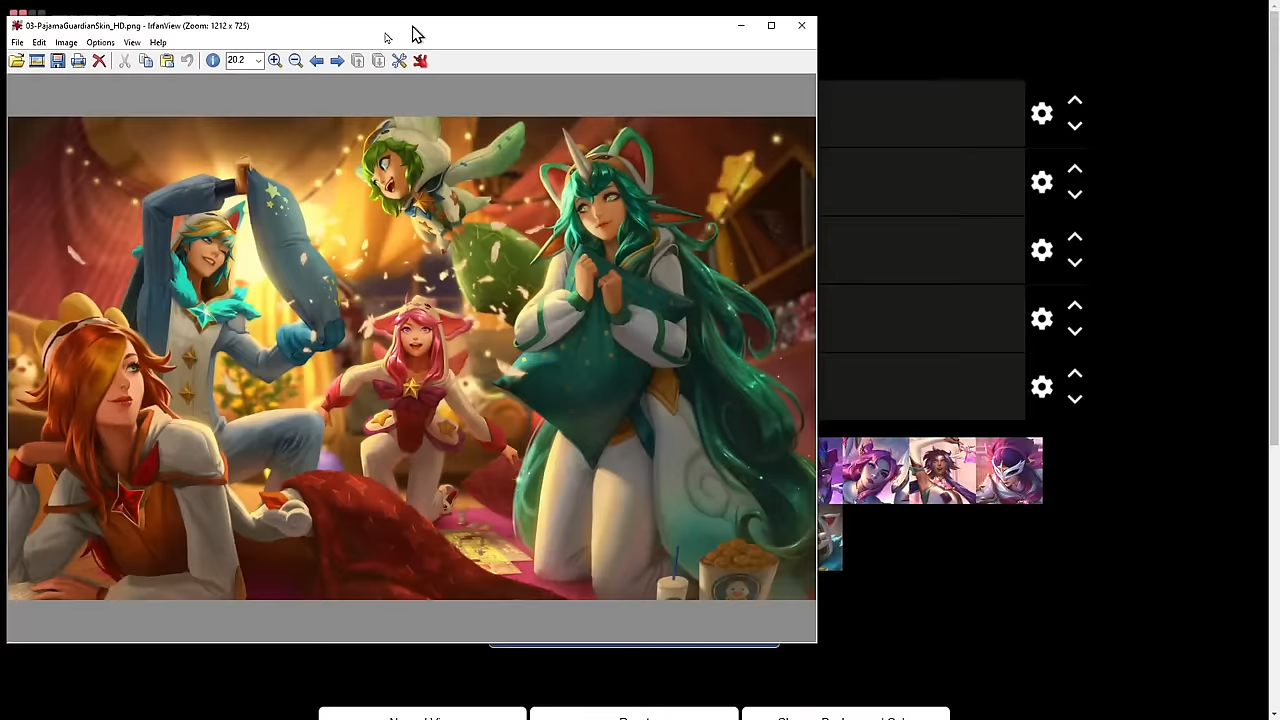 03-PajamaGuardianSkin_HD.png - IrfanView (Zoom: 1212 x 725)
File Edit Image Options View Help
20.2